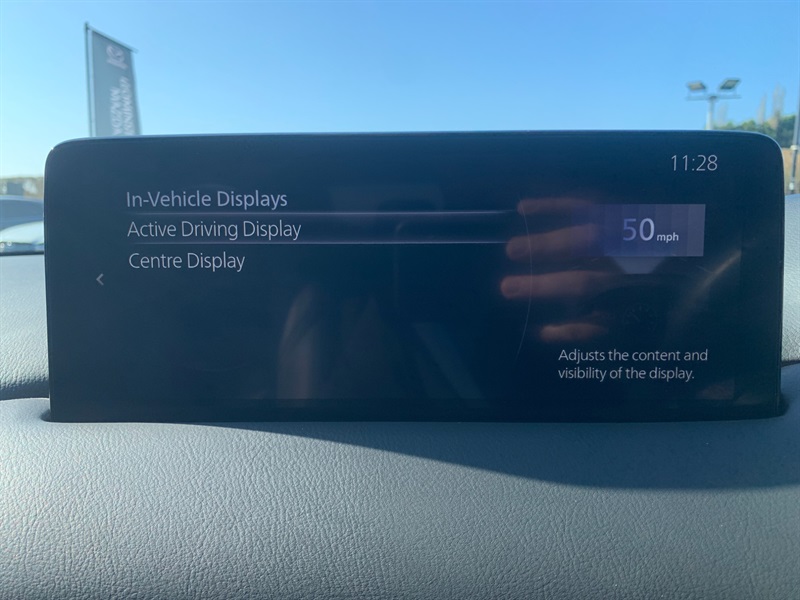 11:28
In-Vehicle Displays
Active Driving Display
50 mph
Centre Display
Adjusts the content and
visibility of the display.